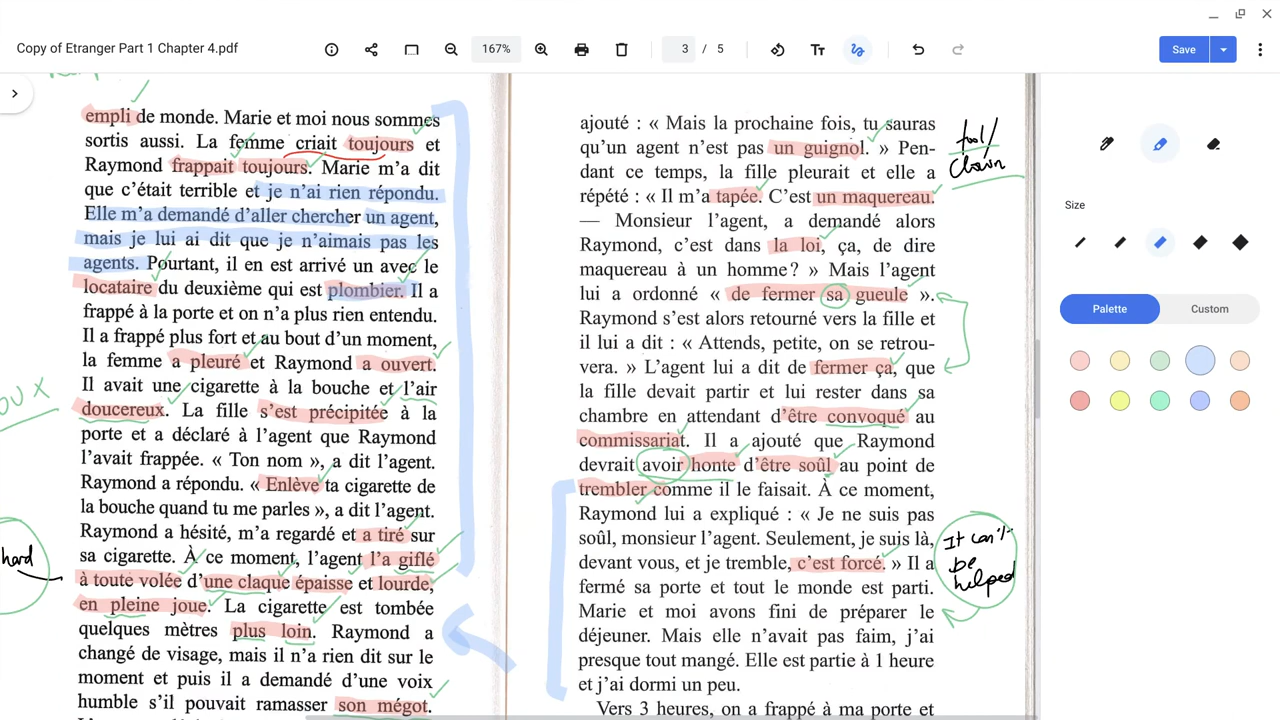 Copy of Etranger Part 1 Chapter 4.pdf
167%
3 / 5
Save
empli de monde. Marie et moi nous sommes
sortis aussi. La femme criait toujours et
Raymond frappait toujours. Marie m'a dit
que c'était terrible et je n'ai rien répondu.
Elle m'a demandé d'aller chercher un agent,
mais je lui ai dit que je n'aimais pas les
agents. Pourtant, il en est arrivé un avec le
locataire du deuxième qui est plombier. Il a
frappé à la porte et on n'a plus rien entendu.
Il a frappé plus fort et au bout d'un moment,
la femme a pleuré et Raymond a ouvert.
Il avait une cigarette à la bouche et l'air
doucereux. La fille s'est précipitée à la
porte et a déclaré à l'agent que Raymond
l'avait frappée. « Ton nom », a dit l'agent.
Raymond a répondu. « Enlève ta cigarette de
la bouche quand tu me parles », a dit l'agent.
Raymond a hésité, m'a regardé et a tiré sur
sa cigarette. À ce moment, l'agent l'a giflé
à toute volée d'une claque épaisse et lourde,
en pleine joue. La cigarette est tombée
quelques mètres plus loin. Raymond a
changé de visage, mais il n'a rien dit sur le
moment et puis il a demandé d'une voix
humble s'il pouvait ramasser son mégot.
hard
ajouté : « Mais la prochaine fois, tu sauras
qu'un agent n'est pas un guignol. » Pen-
dant ce temps, la fille pleurait et elle a
répété : « Il m'a tapée. C'est un maquereau.
— Monsieur l'agent, a demandé alors
Raymond, c'est dans la loi, ça, de dire
maquereau à un homme? » Mais l'agent
lui a ordonné « de fermer sa gueule ».
Raymond s'est alors retourné vers la fille et
il lui a dit : « Attends, petite, on se retrou-
vera. » L'agent lui a dit de fermer ça, que
la fille devait partir et lui rester dans sa
chambre en attendant d'être convoqué au
commissariat. Il a ajouté que Raymond
devrait avoir honte d'être soûl au point de
trembler comme il le faisait. À ce moment,
Raymond lui a expliqué : « Je ne suis pas
soûl, monsieur l'agent. Seulement, je suis là,
devant vous, et je tremble, c'est forcé. » Il a
fermé sa porte et tout le monde est parti.
Marie et moi avons fini de préparer le
déjeuner. Mais elle n'avait pas faim, j'ai
presque tout mangé. Elle est partie à 1 heure
et j'ai dormi un peu.
Vers 3 heures, on a frappé à ma porte et
fool/
Clown
It can't
be
helped
Size
Palette
Custom